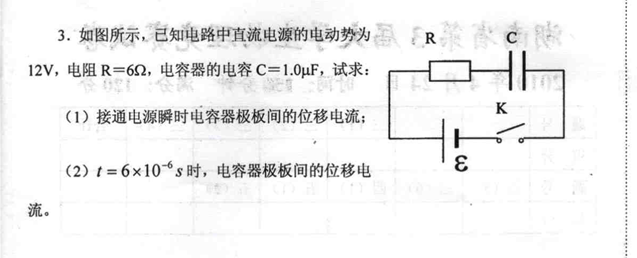 3. 如图所示，已知电路中直流电源的电动势为
12V，电阻 R＝6Ω，电容器的电容 C＝1.0μF，试求：
（1）接通电源瞬时电容器极板间的位移电流；
（2）t = 6×10⁻⁶ s 时，电容器极板间的位移电
流。
R C
K
ε